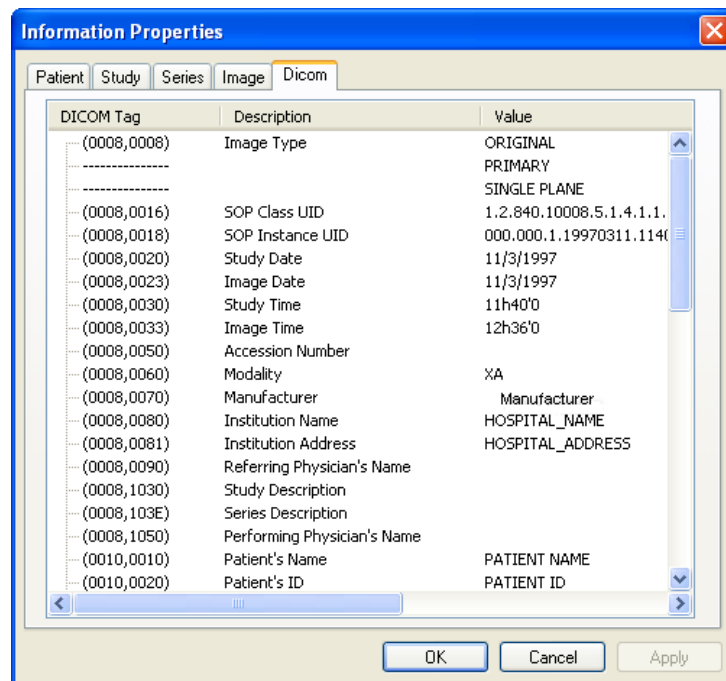 Information Properties
Patient Study Series Image Dicom
DICOM Tag Description Value
(0008,0008) Image Type ORIGINAL
--------------- PRIMARY
--------------- SINGLE PLANE
(0008,0016) SOP Class UID 1.2.840.10008.5.1.4.1.1.
(0008,0018) SOP Instance UID 000.000.1.19970311.114(
(0008,0020) Study Date 11/3/1997
(0008,0023) Image Date 11/3/1997
(0008,0030) Study Time 11h40'0
(0008,0033) Image Time 12h36'0
(0008,0050) Accession Number
(0008,0060) Modality XA
(0008,0070) Manufacturer Manufacturer
(0008,0080) Institution Name HOSPITAL_NAME
(0008,0081) Institution Address HOSPITAL_ADDRESS
(0008,0090) Referring Physician's Name
(0008,1030) Study Description
(0008,103E) Series Description
(0008,1050) Performing Physician's Name
(0010,0010) Patient's Name PATIENT NAME
(0010,0020) Patient's ID PATIENT ID
OK Cancel Apply